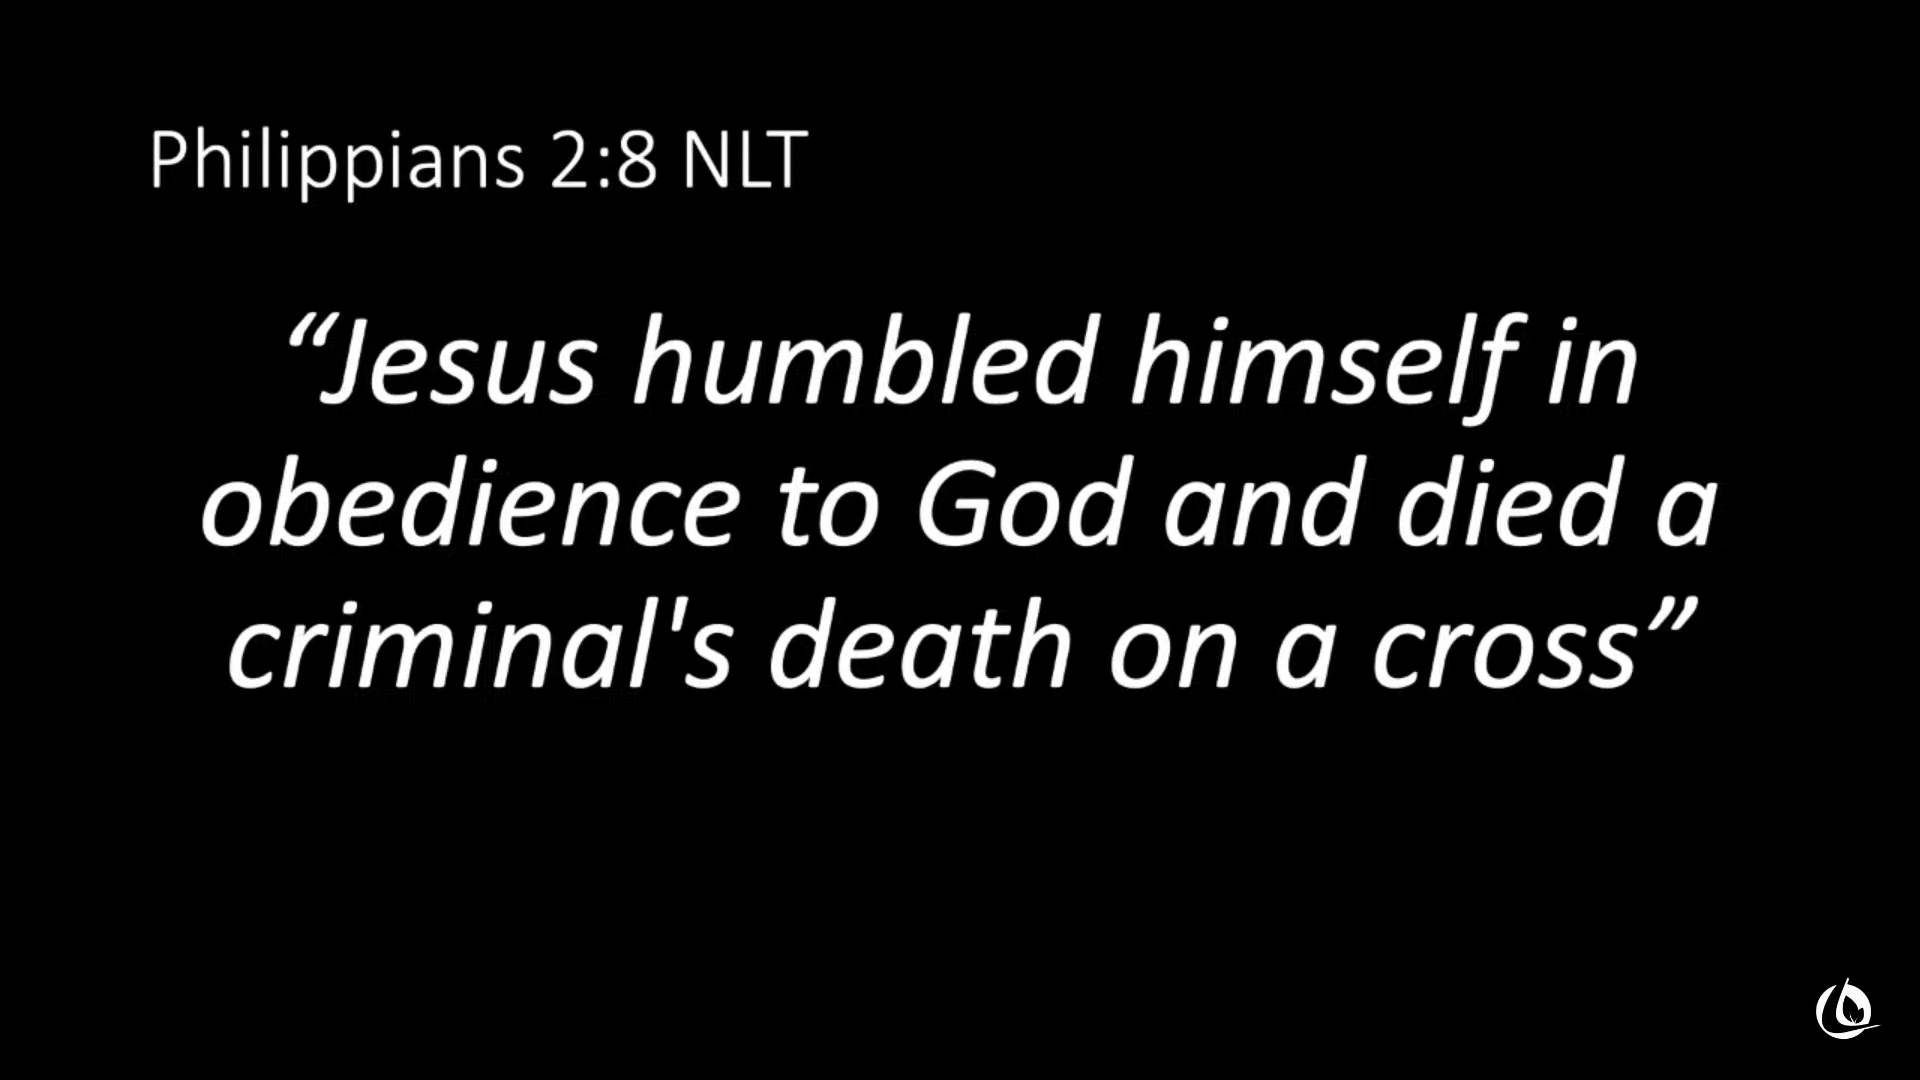 Philippians 2:8 NLT
“Jesus humbled himself in
obedience to God and died a
criminal's death on a cross”